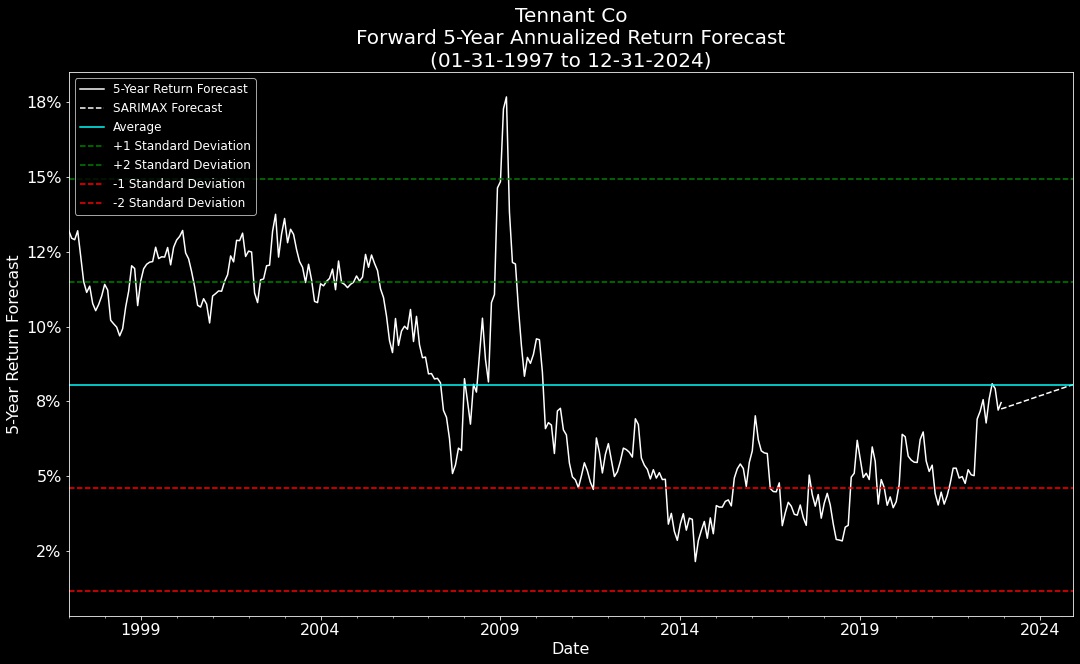 Tennant Co
Forward 5-Year Annualized Return Forecast
(01-31-1997 to 12-31-2024)
5-Year Return Forecast
SARIMAX Forecast
Average
+1 Standard Deviation
+2 Standard Deviation
-1 Standard Deviation
-2 Standard Deviation
18%
15%
12%
10%
8%
5%
2%
5-Year Return Forecast
1999
2004
2009
2014
2019
2024
Date